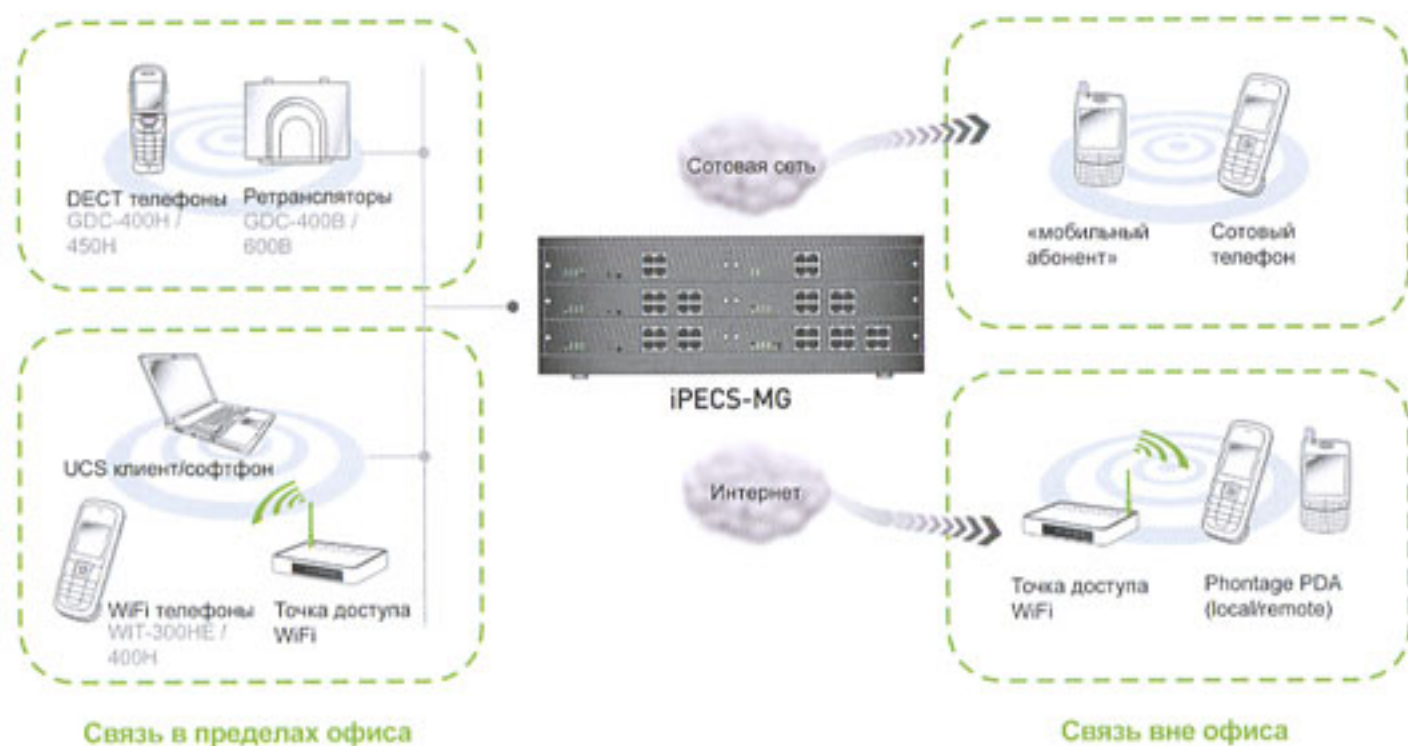 DECT телефоны
GDC-400H /
450H
Ретрансляторы
GDC-400B /
600B
UCS клиент/софтфон
WiFi телефоны
WIT-300HE /
400H
Точка доступа
WiFi
Связь в пределах офиса
Сотовая сеть
iPECS-MG
Интернет
«мобильный
абонент»
Сотовый
телефон
Точка доступа
WiFi
Phontage PDA
(local/remote)
Связь вне офиса